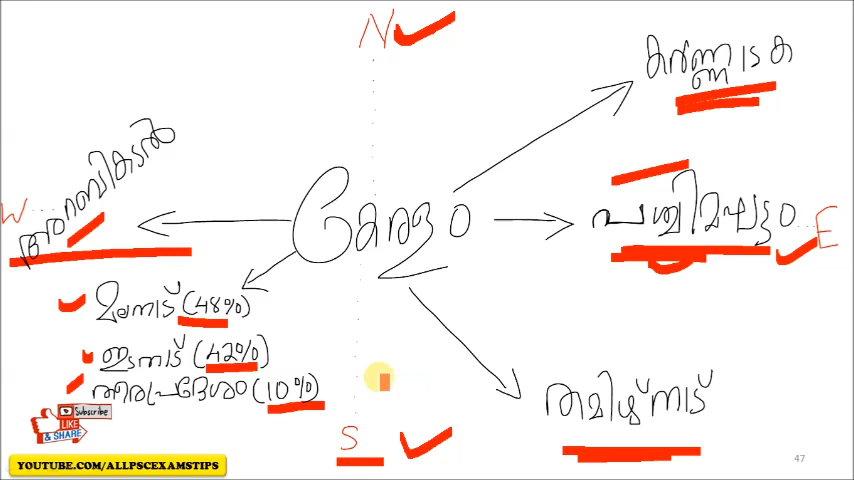 N
കർണ്ണാടക
അറബികടൽ
W
കേരളം
പശ്ചിമഘട്ടം
E
മലനാട് (48%)
ഇടനാട് (42%)
തീരപ്രദേശം (10%)
തമിഴ്നാട്
S
Subscribe
LIKE
& SHARE
YOUTUBE.COM/ALLPSCEXAMSTIPS
47